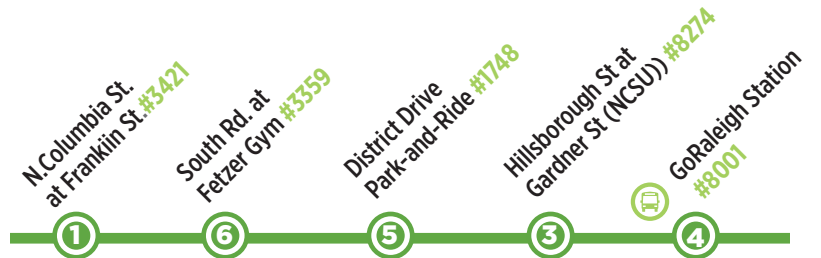 N.Columbia St.
at Frankiin St.#3421
South Rd. at
Fetzer Gym #3359
District Drive
Park-and-Ride #1748
Hillsborough St at
Gardner St (NCSU)) #8274
GoRaleigh Station
#8001
1
6
5
3
4